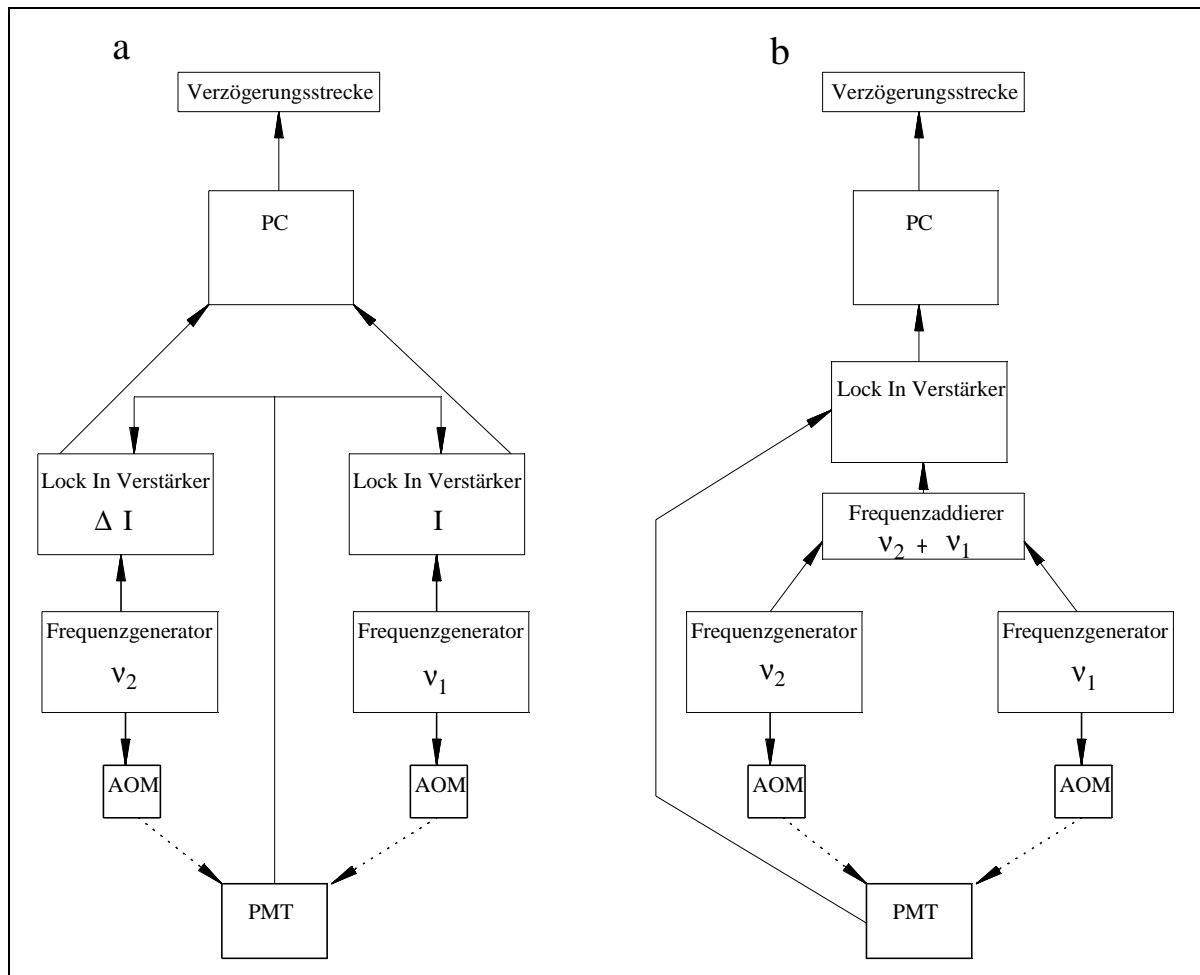 a
Verzögerungsstrecke
PC
Lock In Verstärker
Δ I
Lock In Verstärker
I
Frequenzgenerator
ν2
Frequenzgenerator
ν1
AOM
AOM
PMT
b
Verzögerungsstrecke
PC
Lock In Verstärker
Frequenzaddierer
ν2 + ν1
Frequenzgenerator
ν2
Frequenzgenerator
ν1
AOM
AOM
PMT